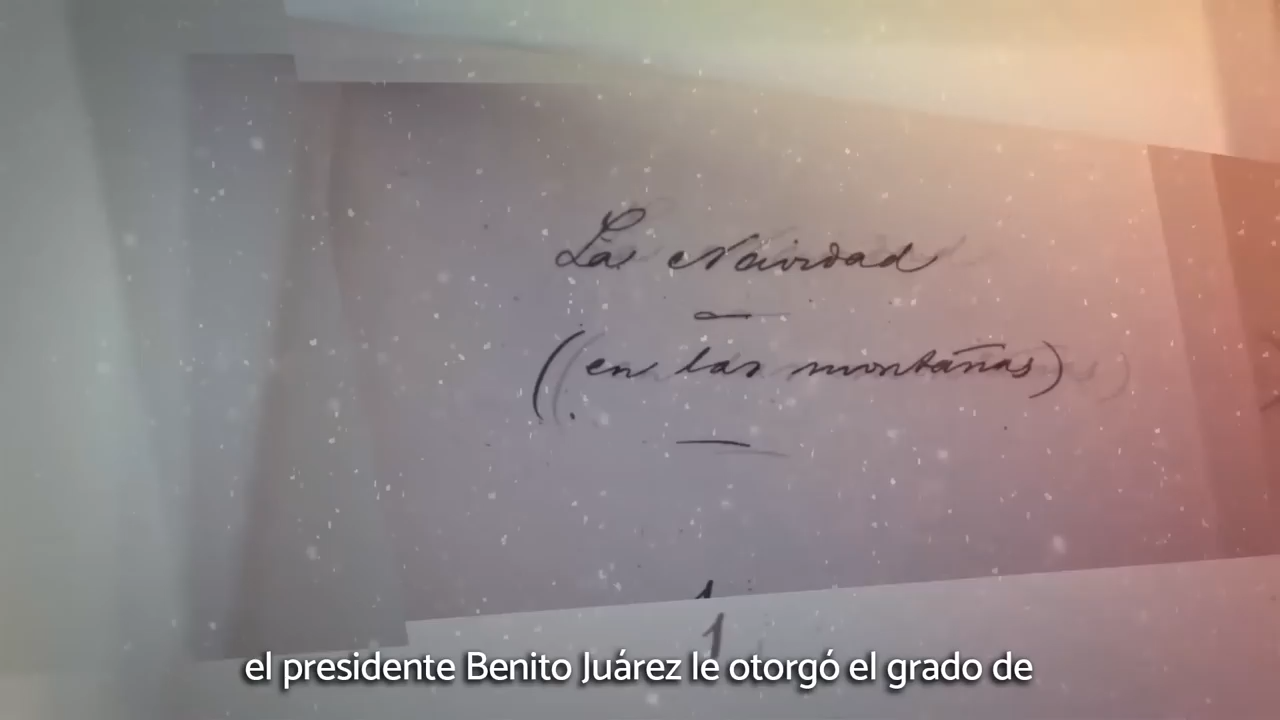 La Navidad
(en las montañas)
1
el presidente Benito Juárez le otorgó el grado de